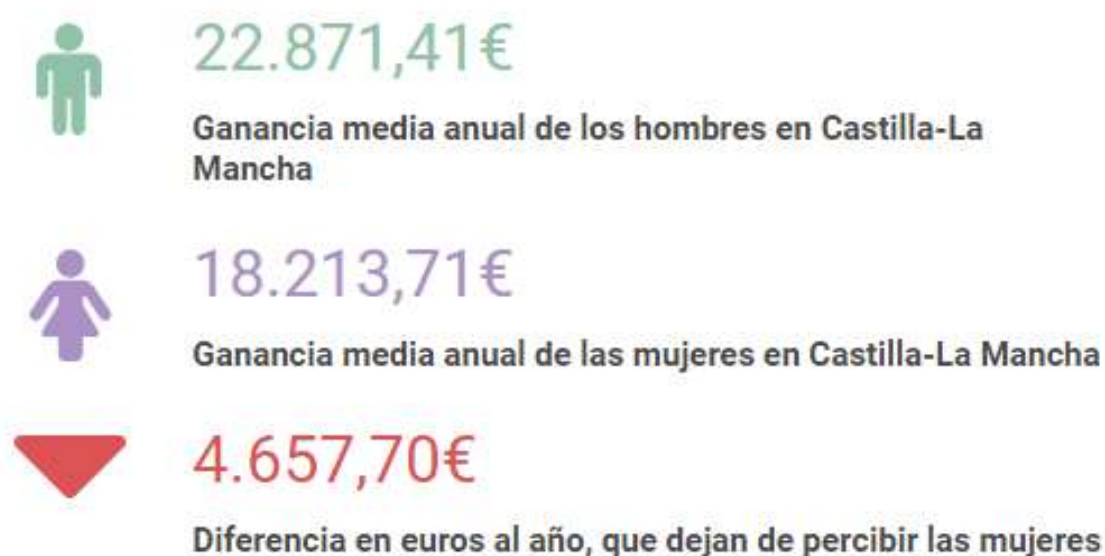 22.871,41€
Ganancia media anual de los hombres en Castilla-La
Mancha
18.213,71€
Ganancia media anual de las mujeres en Castilla-La Mancha
4.657,70€
Diferencia en euros al año, que dejan de percibir las mujeres